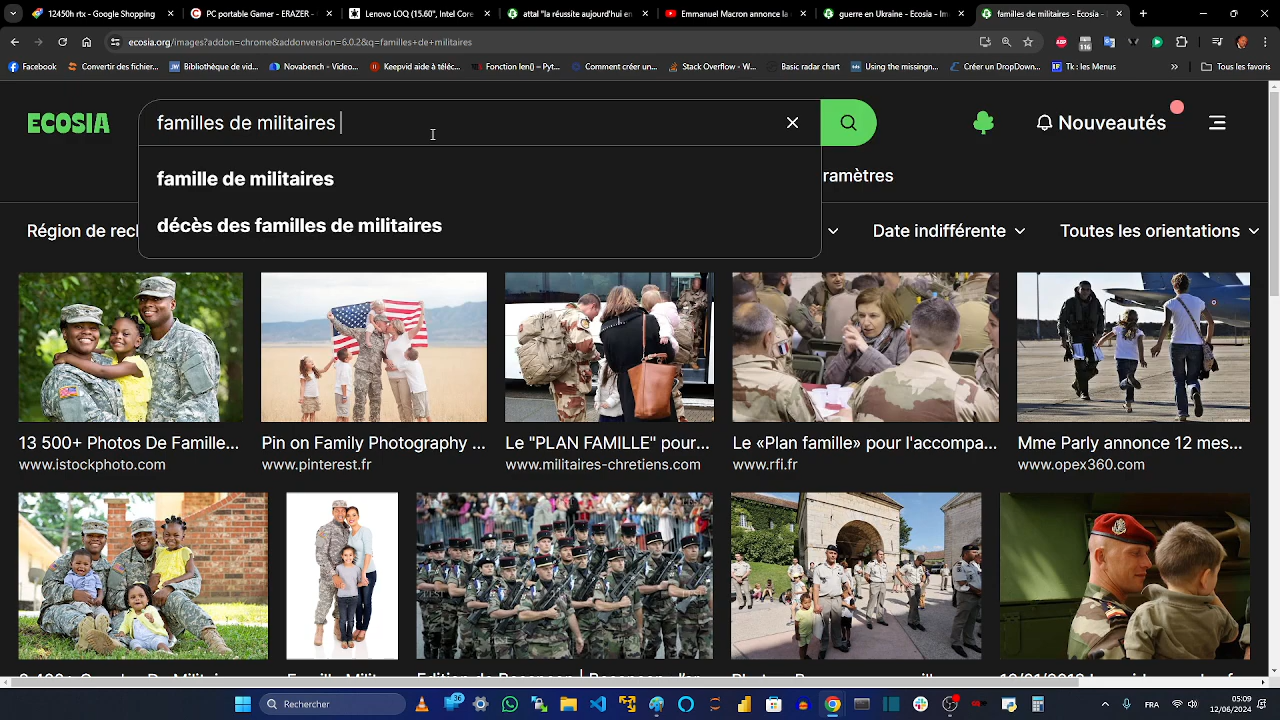 12450h rtx - Google Shopping
PC portable Gamer - ERAZER -
Lenovo LOQ (15.60", Intel Core
attal "la réussite aujourd'hui en
Emmanuel Macron annonce la
guerre en Ukraine - Ecosia - Im
familles de militaires - Ecosia -
ecosia.org/images?addon=chrome&addonversion=6.0.2&q=familles+de+militaires
116
Facebook
Convertir des fichier...
Bibliothèque de vid...
Novabench - Video...
Keepvid aide à téléc...
Fonction len() – Pyt...
Comment créer un...
Stack Overflow - W...
Basic radar chart
Using the missingn...
Créer un DropDown...
Tk : les Menus
Tous les favoris
ECOSIA
familles de militaires
Nouveautés
famille de militaires
ramètres
décès des familles de militaires
Région de rech
Date indifférente
Toutes les orientations
13 500+ Photos De Famille...
www.istockphoto.com
Pin on Family Photography ...
www.pinterest.fr
Le "PLAN FAMILLE" pour...
www.militaires-chretiens.com
Le «Plan famille» pour l'accompa...
www.rfi.fr
Mme Parly annonce 12 mes...
www.opex360.com
Rechercher
36
FRA
05:09
12/06/2024